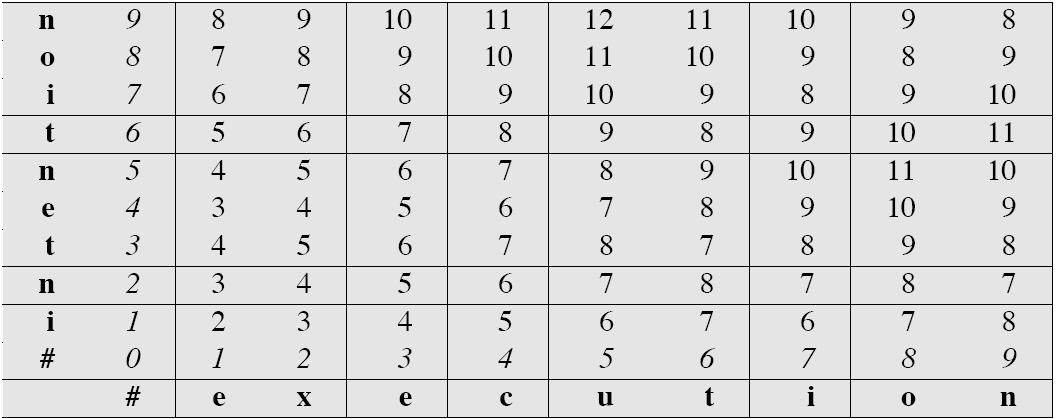 n 9 8 9 10 11 12 11 10 9 8
o 8 7 8 9 10 11 10 9 8 9
i 7 6 7 8 9 10 9 8 9 10
t 6 5 6 7 8 9 8 9 10 11
n 5 4 5 6 7 8 9 10 11 10
e 4 3 4 5 6 7 8 9 10 9
t 3 4 5 6 7 8 7 8 9 8
n 2 3 4 5 6 7 8 7 8 7
i 1 2 3 4 5 6 7 6 7 8
# 0 1 2 3 4 5 6 7 8 9
# e x e c u t i o n